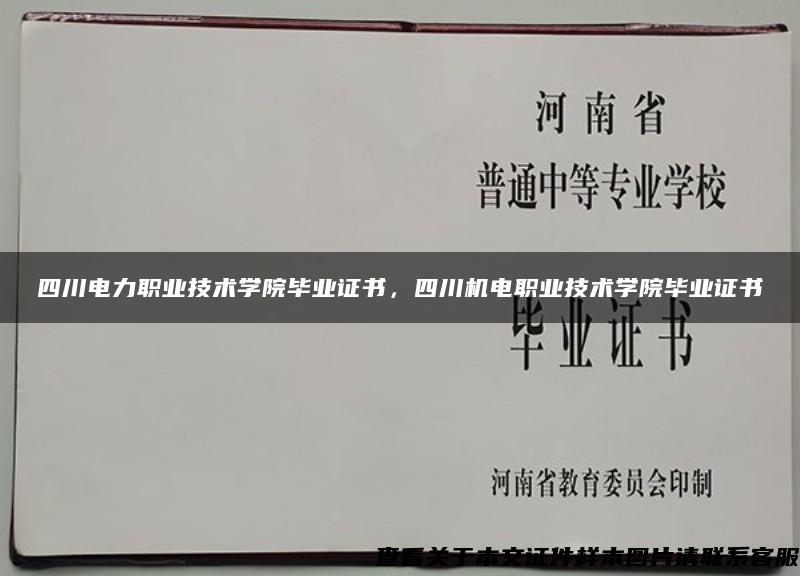 河南省
普通中等专业学校
四川电力职业技术学院毕业证书，四川机电职业技术学院毕业证书
毕业证书
河南省教育委员会印制
查看关于本文证件样本图片请联系客服